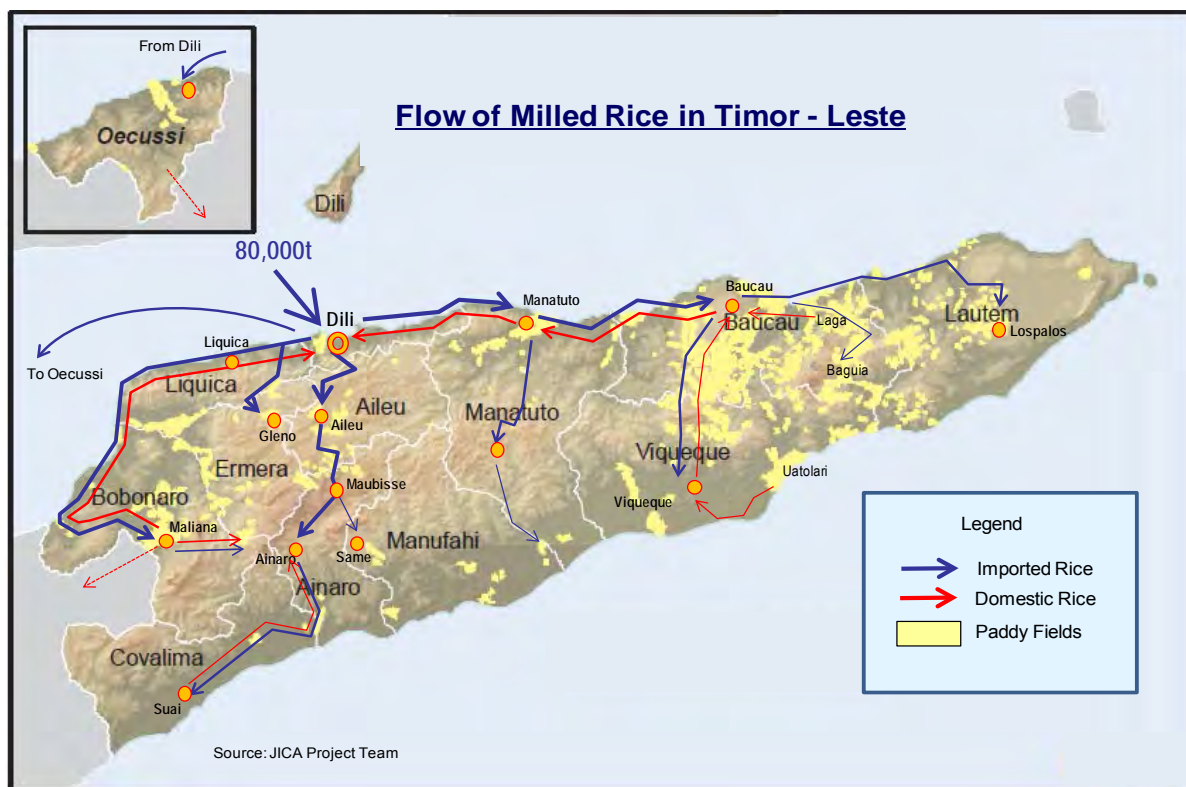 From Dili
Oecussi
Flow of Milled Rice in Timor - Leste
Dili
80,000t
Dili
Manatuto
Baucau
Baucau
Laga
Lautem
Lospalos
Baguia
To Oecussi
Liquica
Liquica
Aileu
Aileu
Gleno
Manatuto
Ermera
Viqueque
Uatolari
Viqueque
Maubisse
Bobonaro
Maliana
Ainaro
Same
Manufahi
Ainaro
Covalima
Suai
Legend
Imported Rice
Domestic Rice
Paddy Fields
Source: JICA Project Team